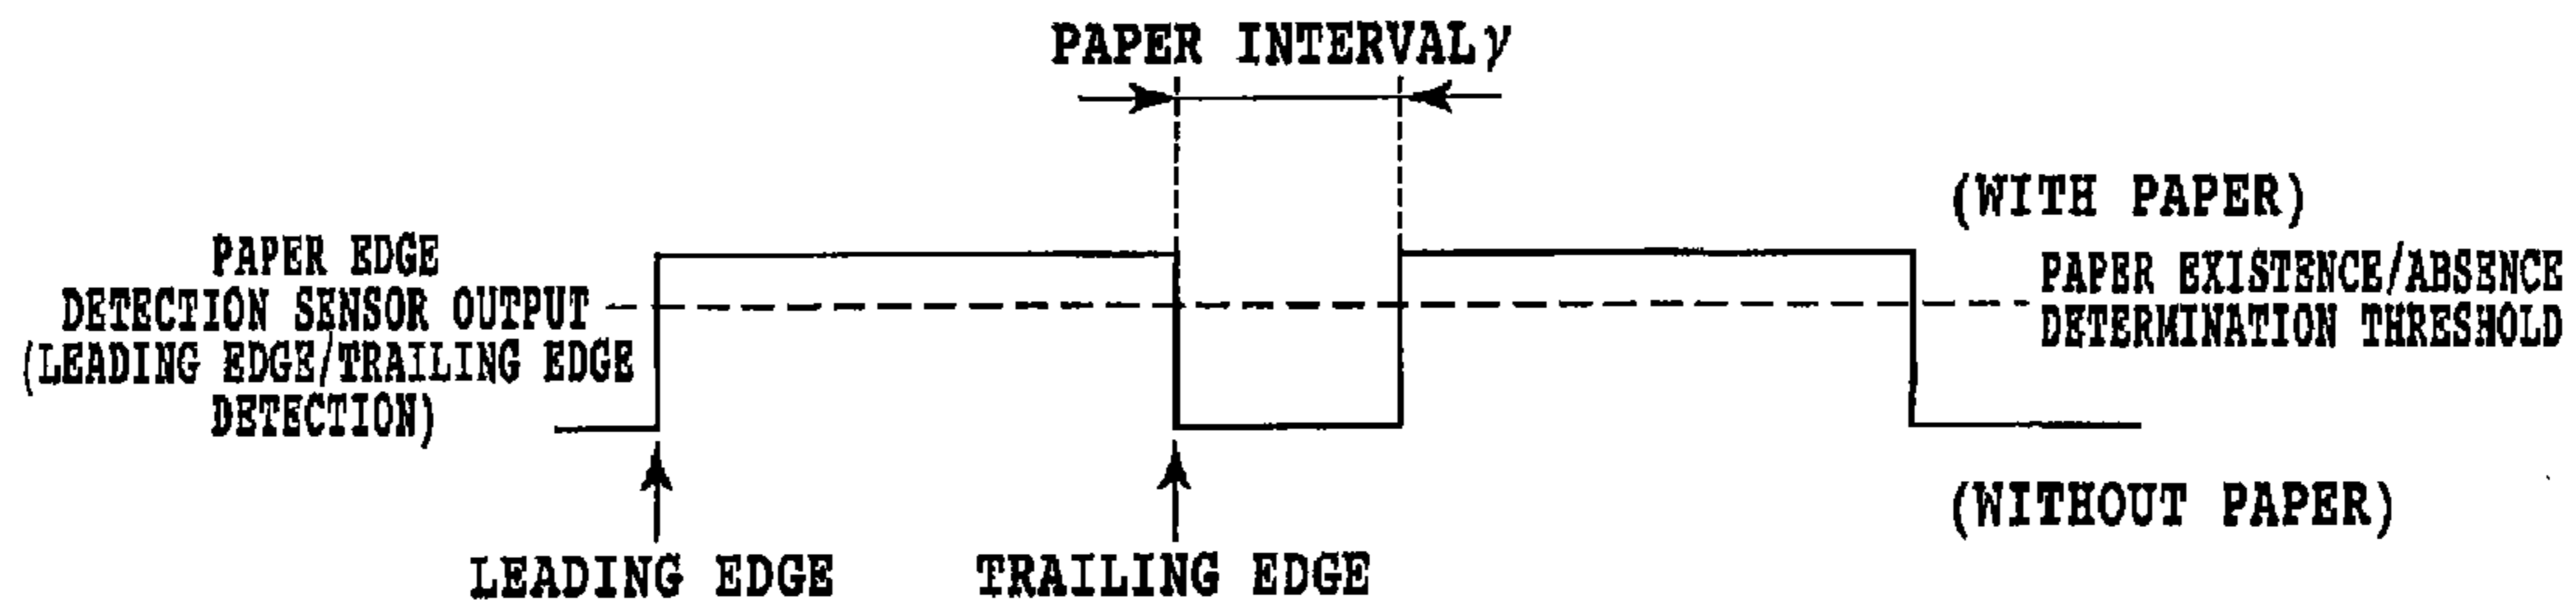 PAPER INTERVAL γ
(WITH PAPER)
PAPER EDGE
DETECTION SENSOR OUTPUT
(LEADING EDGE/TRAILING EDGE
DETECTION)
PAPER EXISTENCE/ABSENCE
DETERMINATION THRESHOLD
(WITHOUT PAPER)
LEADING EDGE
TRAILING EDGE